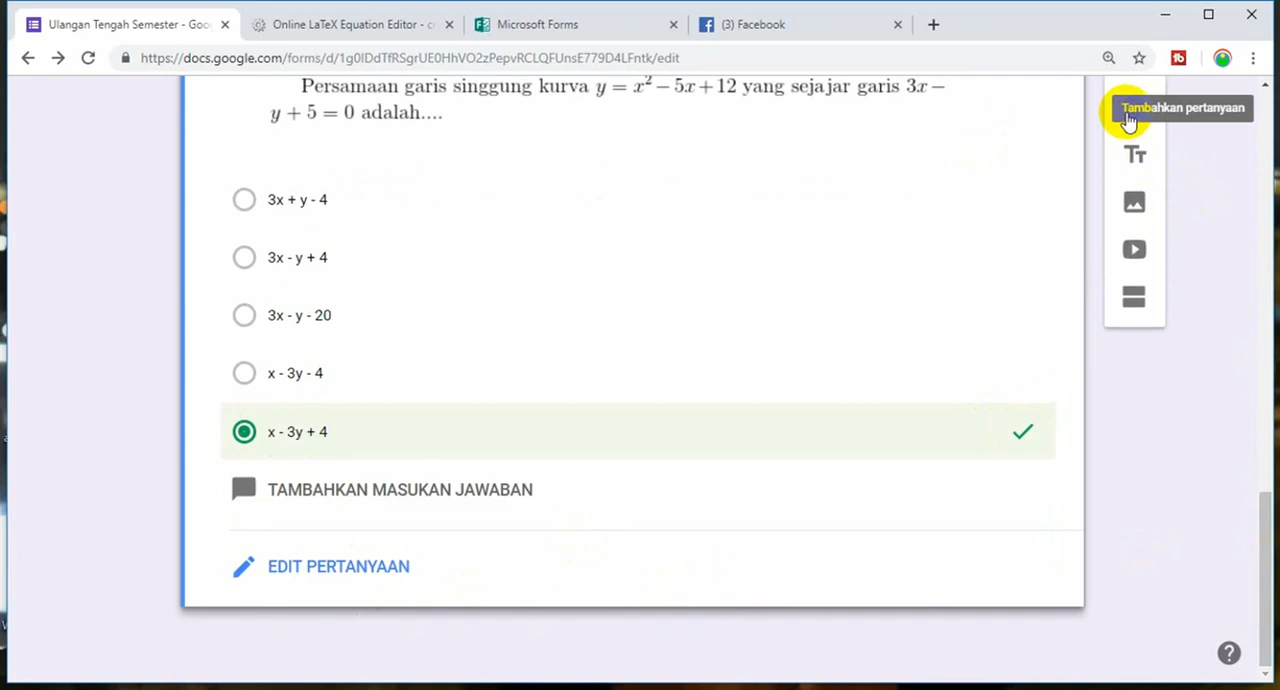 Ulangan Tengah Semester - Goo
Online LaTeX Equation Editor - c
Microsoft Forms
(3) Facebook
https://docs.google.com/forms/d/1g0IDdTfRSgrUE0HhVO2zPepvRCLQFUnsE779D4LFntk/edit
Persamaan garis singgung kurva y = x² − 5x + 12 yang sejajar garis 3x −
y + 5 = 0 adalah....
Tambahkan pertanyaan
Tт
3x + y - 4
3x - y + 4
3x - y - 20
x - 3y - 4
x - 3y + 4
TAMBAHKAN MASUKAN JAWABAN
EDIT PERTANYAAN